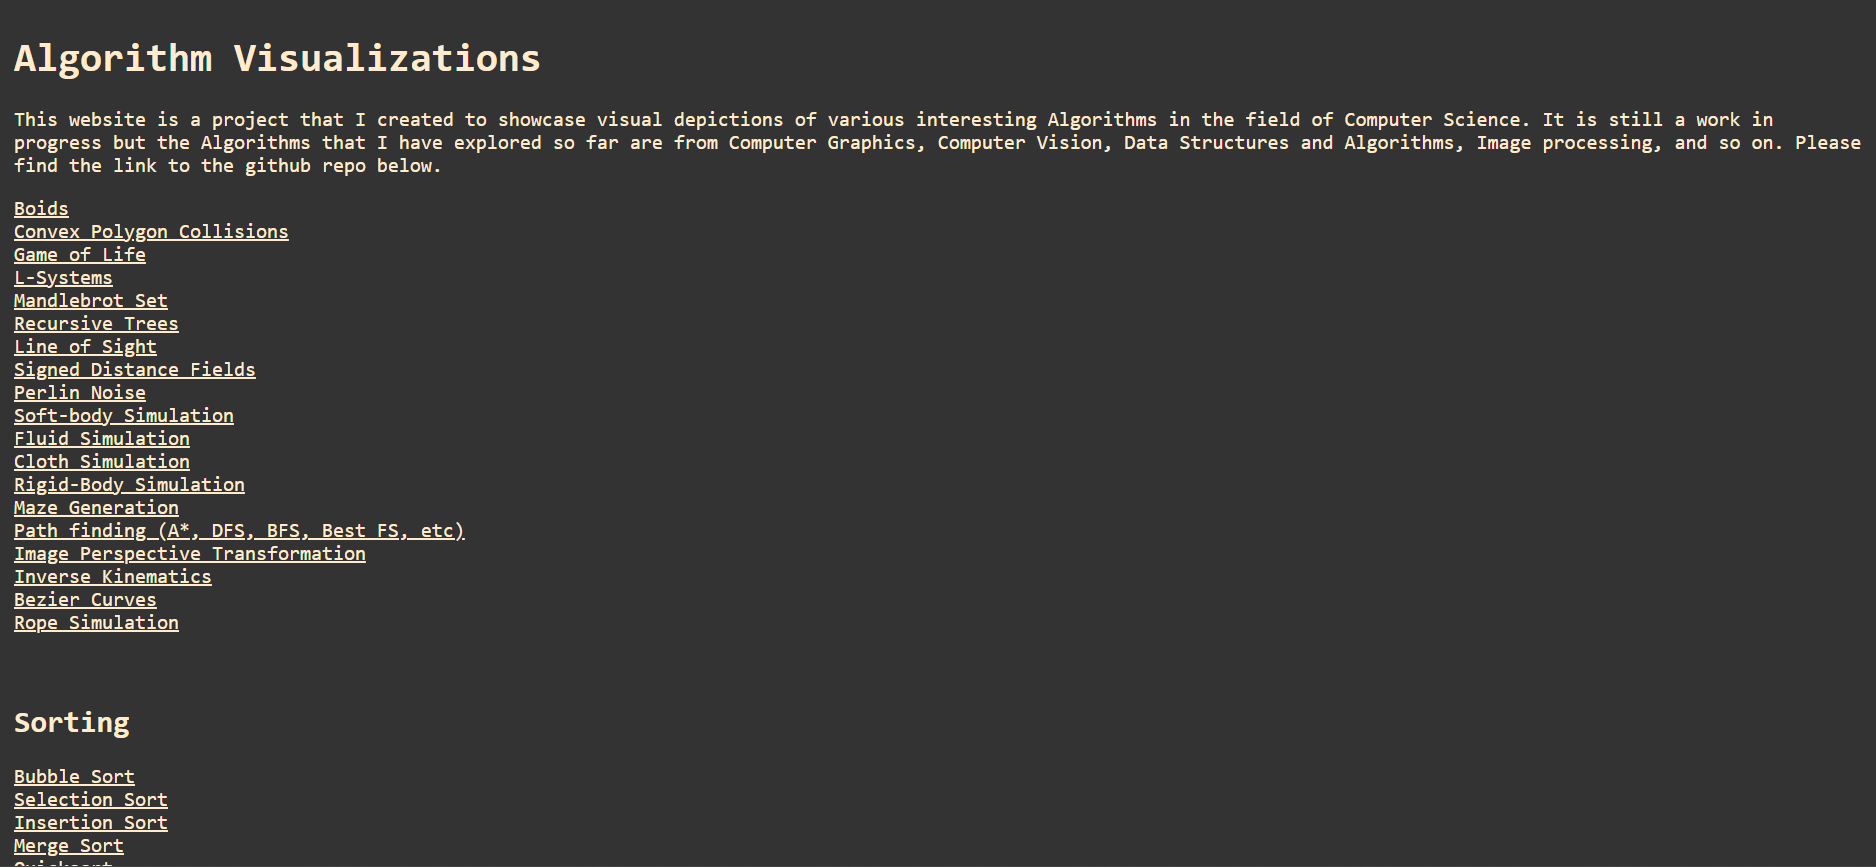 Algorithm Visualizations
This website is a project that I created to showcase visual depictions of various interesting Algorithms in the field of Computer Science. It is still a work in
progress but the Algorithms that I have explored so far are from Computer Graphics, Computer Vision, Data Structures and Algorithms, Image processing, and so on. Please
find the link to the github repo below.
Boids
Convex Polygon Collisions
Game of Life
L-Systems
Mandlebrot Set
Recursive Trees
Line of Sight
Signed Distance Fields
Perlin Noise
Soft-body Simulation
Fluid Simulation
Cloth Simulation
Rigid-Body Simulation
Maze Generation
Path finding (A*, DFS, BFS, Best FS, etc)
Image Perspective Transformation
Inverse Kinematics
Bezier Curves
Rope Simulation
Sorting
Bubble Sort
Selection Sort
Insertion Sort
Merge Sort